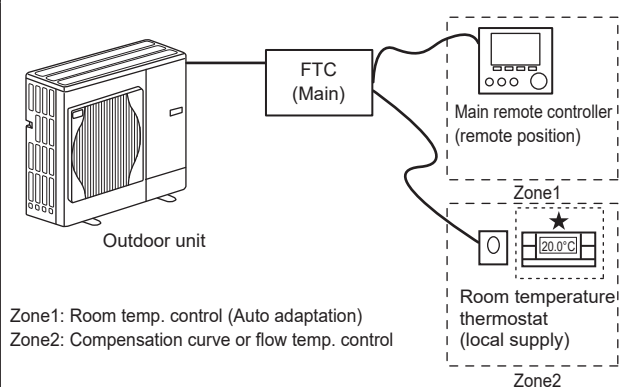 FTC
(Main)
Main remote controller
(remote position)
Zone1
Outdoor unit
20.0°C
Room temperature
thermostat
(local supply)
Zone1: Room temp. control (Auto adaptation)
Zone2: Compensation curve or flow temp. control
Zone2